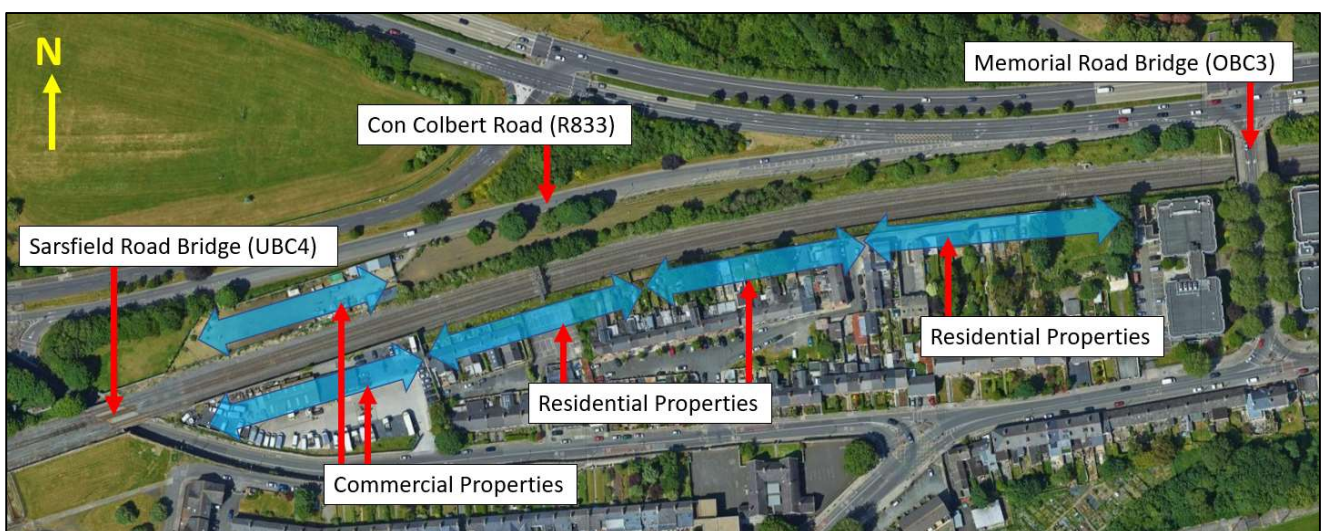 N
Memorial Road Bridge (OBC3)
Con Colbert Road (R833)
Sarsfield Road Bridge (UBC4)
Residential Properties
Residential Properties
Commercial Properties